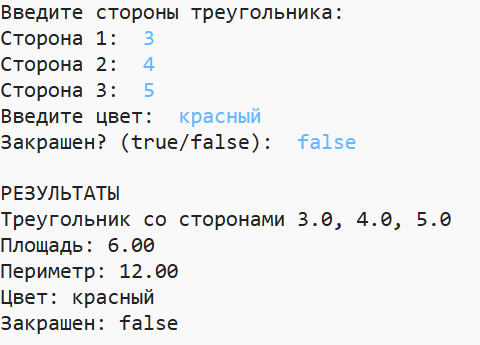 Введите стороны треугольника:
Сторона 1:  3
Сторона 2:  4
Сторона 3:  5
Введите цвет:  красный
Закрашен? (true/false):  false

РЕЗУЛЬТАТЫ
Треугольник со сторонами 3.0, 4.0, 5.0
Площадь: 6.00
Периметр: 12.00
Цвет: красный
Закрашен: false